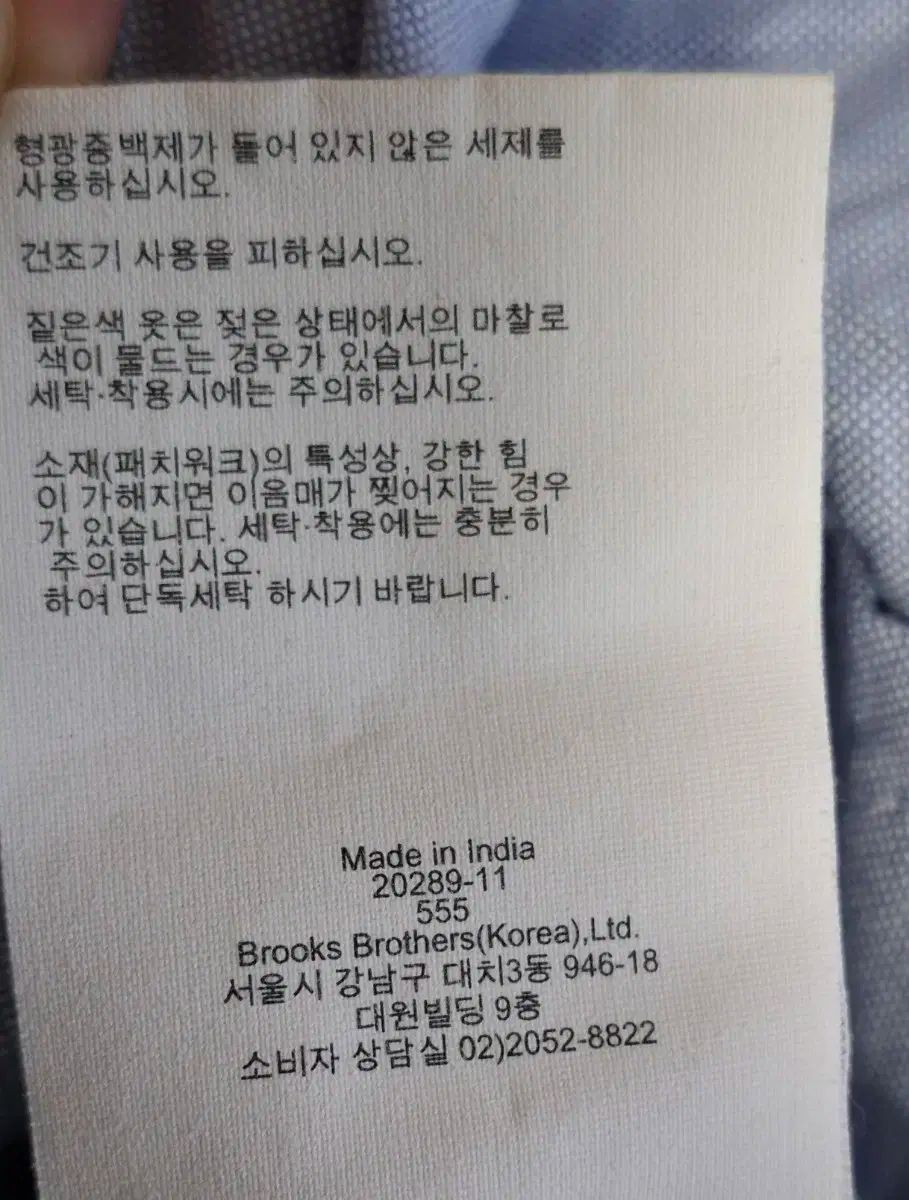 형광증백제가 들어 있지 않은 세제를
사용하십시오.
건조기 사용을 피하십시오.
짙은색 옷은 젖은 상태에서의 마찰로
색이 물드는 경우가 있습니다.
세탁·착용시에는 주의하십시오.
소재(패치워크)의 특성상, 강한 힘
이 가해지면 이음매가 찢어지는 경우
가 있습니다. 세탁·착용에는 충분히
주의하십시오.
하여 단독세탁 하시기 바랍니다.
Made in India
20289-11
555
Brooks Brothers(Korea),Ltd.
서울시 강남구 대치3동 946-18
대원빌딩 9층
소비자 상담실 02)2052-8822